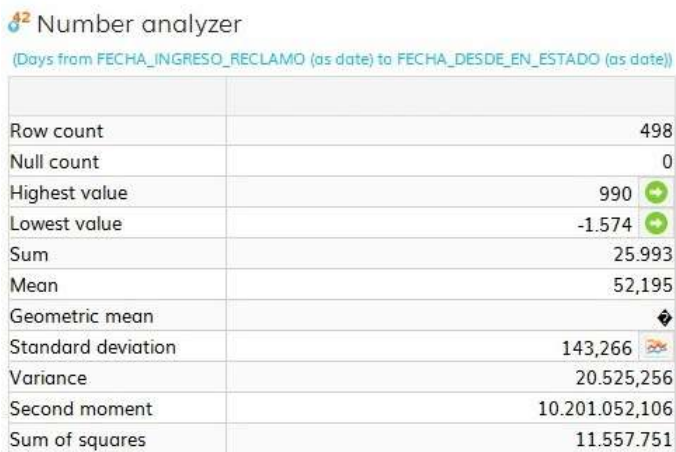 42 Number analyzer
(Days from FECHA_INGRESO_RECLAMO (as date) to FECHA_DESDE_EN_ESTADO (as date))
Row count 498
Null count 0
Highest value 990
Lowest value -1.574
Sum 25.993
Mean 52,195
Geometric mean �
Standard deviation 143,266
Variance 20.525,256
Second moment 10.201.052,106
Sum of squares 11.557.751